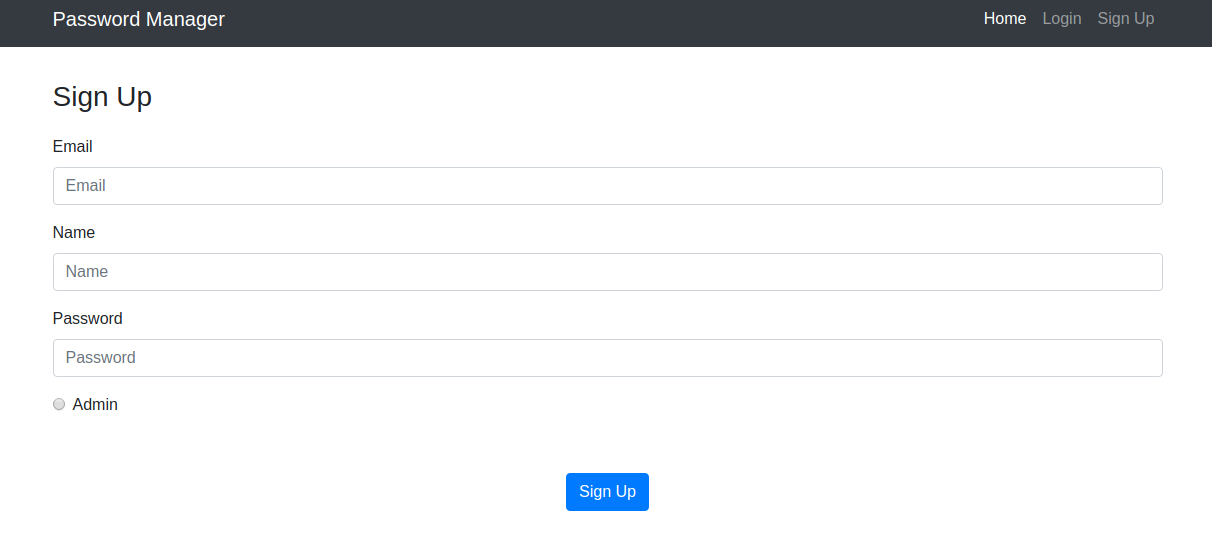 Password Manager Home Login Sign Up
Sign Up
Email
Email
Name
Name
Password
Password
Admin
Sign Up